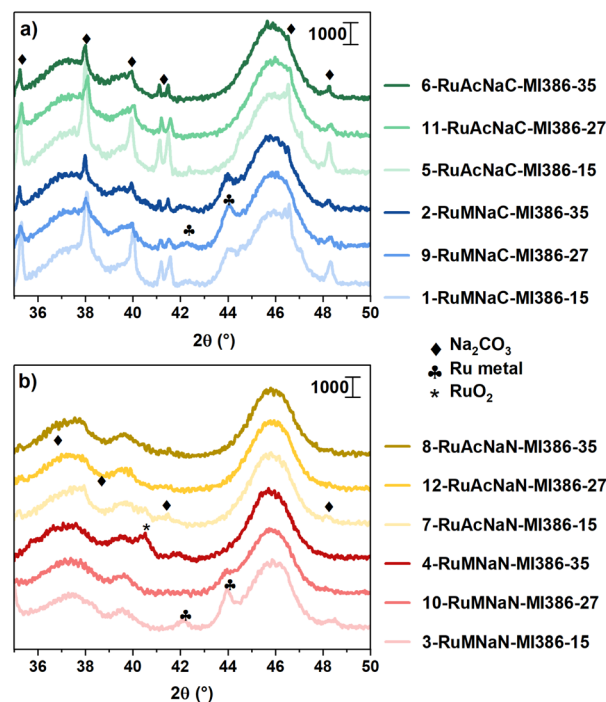 a)
1000
36 38 40 42 44 46 48 50
2θ (°)
6-RuAcNaC-MI386-35
11-RuAcNaC-MI386-27
5-RuAcNaC-MI386-15
2-RuMNaC-MI386-35
9-RuMNaC-MI386-27
1-RuMNaC-MI386-15
♦ Na₂CO₃
♣ Ru metal
* RuO₂
b)
1000
36 38 40 42 44 46 48 50
2θ (°)
8-RuAcNaN-MI386-35
12-RuAcNaN-MI386-27
7-RuAcNaN-MI386-15
4-RuMNaN-MI386-35
10-RuMNaN-MI386-27
3-RuMNaN-MI386-15